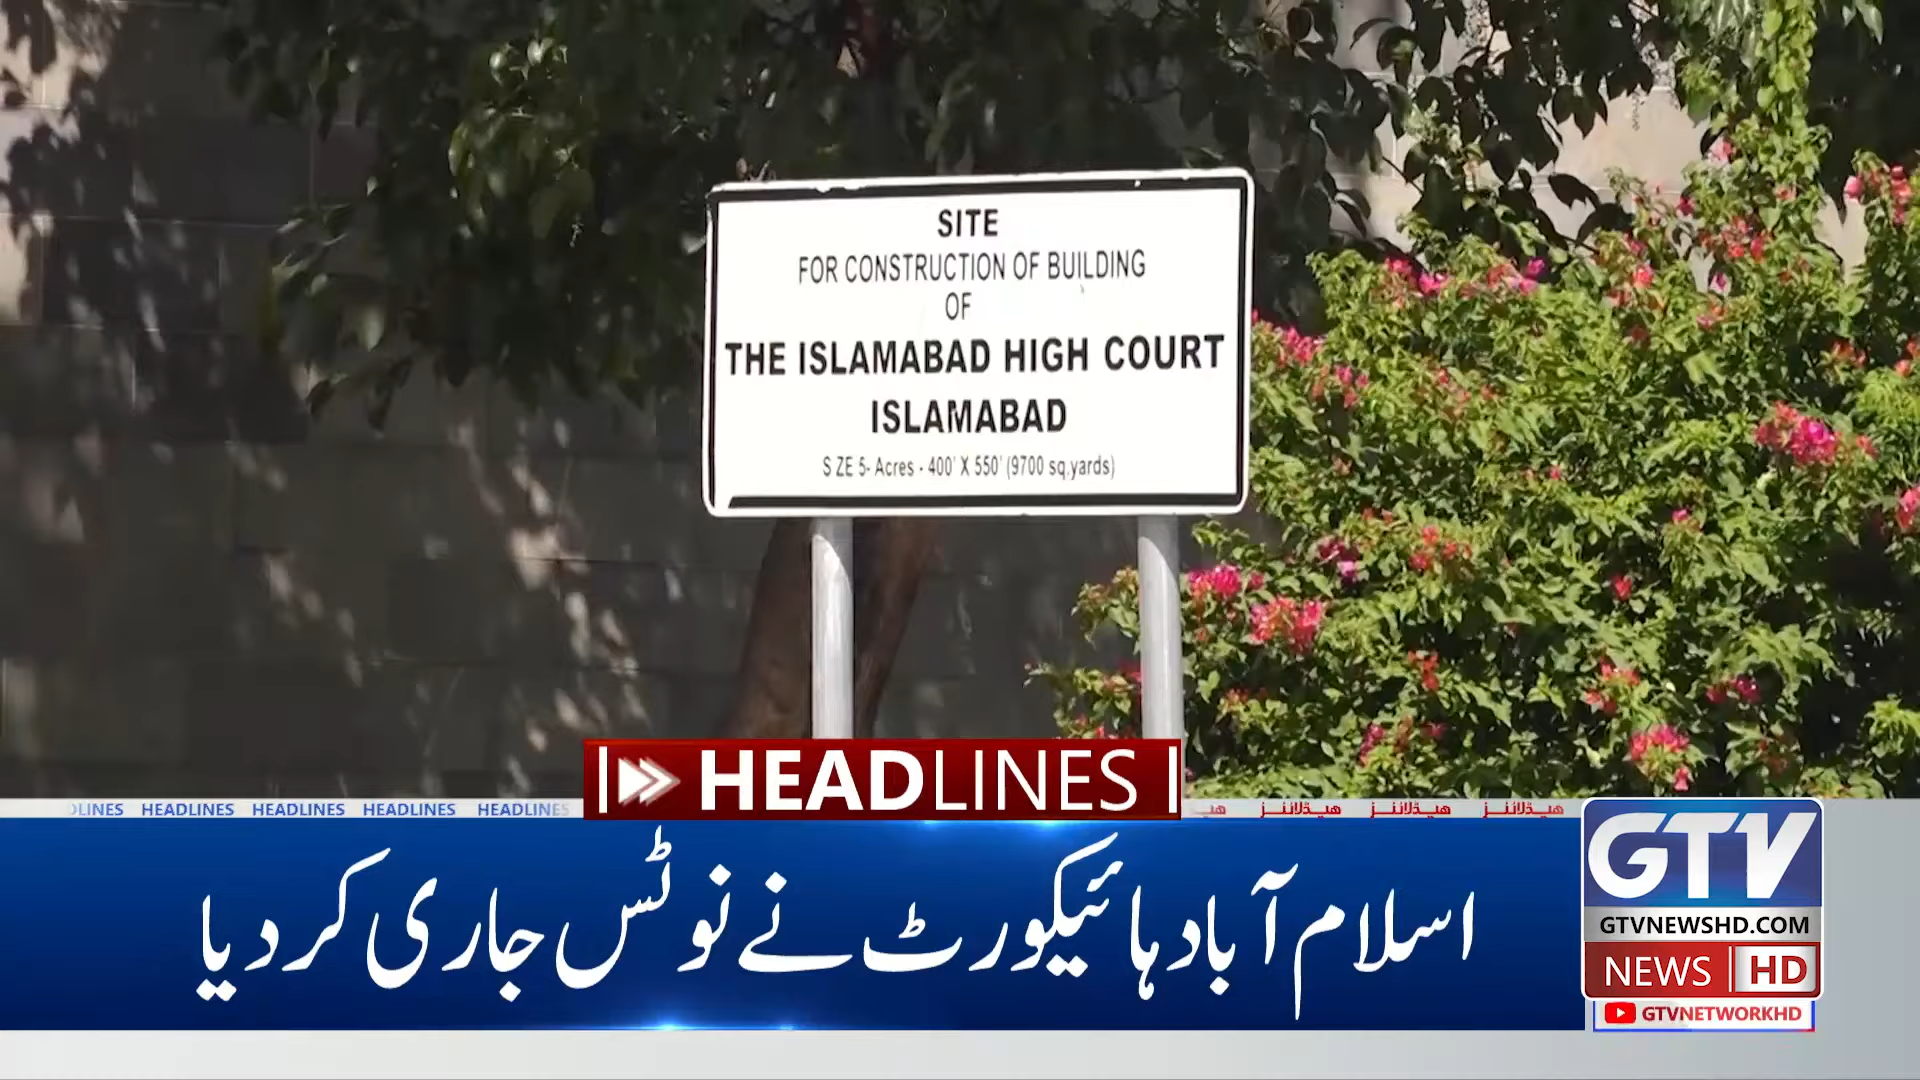 SITE
FOR CONSTRUCTION OF BUILDING
OF
THE ISLAMABAD HIGH COURT
ISLAMABAD
S ZE 5- Acres - 400' X 550' (9700 sq.yards)
HEADLINES
DLINES HEADLINES HEADLINES HEADLINES HEADLINES
ہیڈلائنز ہیڈلائنز ہیڈلائنز
اسلام آباد ہائیکورٹ نے نوٹس جاری کر دیا
GTV
GTVNEWSHD.COM
NEWS HD
GTVNETWORKHD